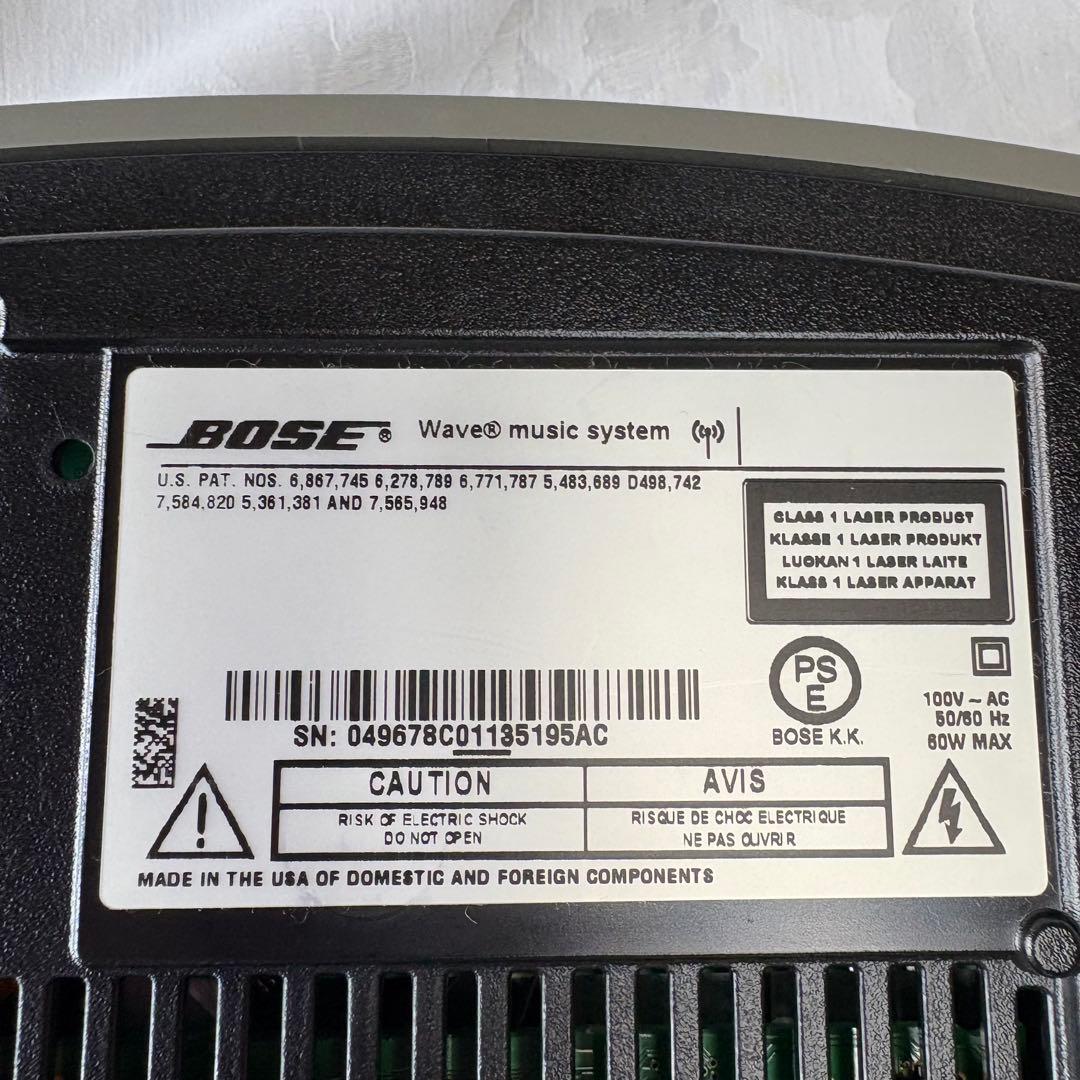 BOSE® Wave® music system
U.S. PAT. NOS. 6,867,745 6,278,789 6,771,787 5,483,689 D498,742
7,584,820 5,361,381 AND 7,565,948
CLASS 1 LASER PRODUCT
KLASSE 1 LASER PRODUKT
LUOKAN 1 LASER LAITE
KLASS 1 LASER APPARAT
PS
E
BOSE K.K.
100V ~ AC
50/60 Hz
60W MAX
SN: 049678C01135195AC
CAUTION
RISK OF ELECTRIC SHOCK
DO NOT OPEN
AVIS
RISQUE DE CHOC ELECTRIQUE
NE PAS OUVRIR
MADE IN THE USA OF DOMESTIC AND FOREIGN COMPONENTS